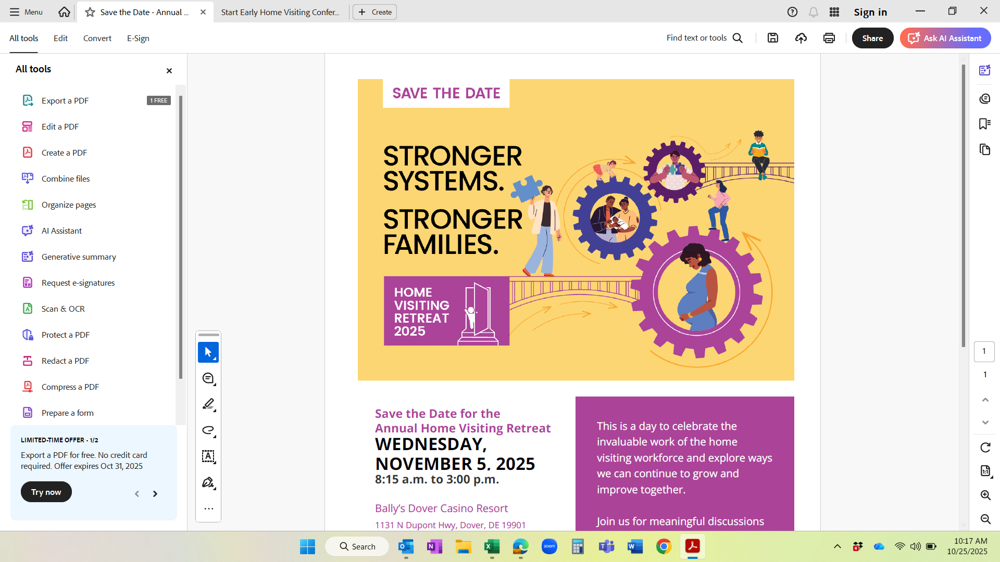 Menu
Save the Date - Annual ...
Start Early Home Visiting Confer...
Create
Sign in
All tools
Edit
Convert
E-Sign
Find text or tools
Share
Ask AI Assistant
All tools
Export a PDF
1 FREE
Edit a PDF
Create a PDF
Combine files
Organize pages
AI Assistant
Generative summary
Request e-signatures
Scan & OCR
Protect a PDF
Redact a PDF
Compress a PDF
Prepare a form
LIMITED-TIME OFFER - 1/2
Export a PDF for free. No credit card
required. Offer expires Oct 31, 2025
Try now
SAVE THE DATE
STRONGER
SYSTEMS.
STRONGER
FAMILIES.
HOME
VISITING
RETREAT
2025
Save the Date for the
Annual Home Visiting Retreat
WEDNESDAY,
NOVEMBER 5, 2025
8:15 a.m. to 3:00 p.m.
Bally's Dover Casino Resort
1131 N Dupont Hwy, Dover, DE 19901
This is a day to celebrate the
invaluable work of the home
visiting workforce and explore ways
we can continue to grow and
improve together.
Join us for meaningful discussions
1
1
Search
zoom
4
10:17 AM
10/25/2025